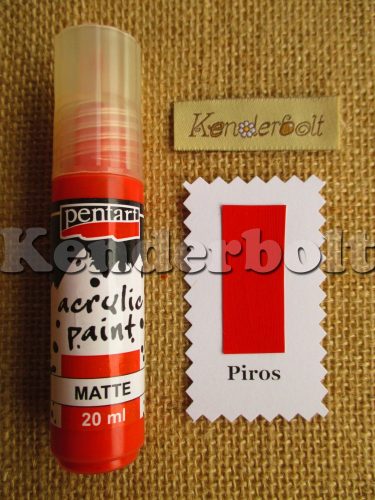 Kenderbolt
pentart
Kenderbolt
acrylic
paint
MATTE
20 ml
Piros